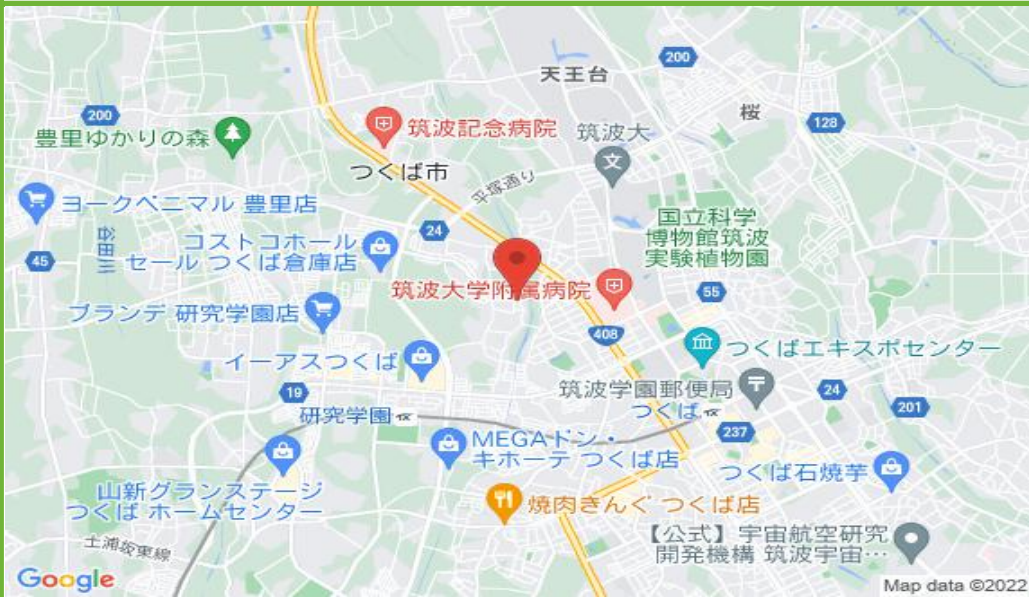 200
天王台
200
桜
128
豊里ゆかりの森
筑波記念病院
筑波大
つくば市
平塚通り
ヨークベニマル 豊里店
24
国立科学
博物館筑波
実験植物園
谷田川
45
コストコホール
セール つくば倉庫店
筑波大学附属病院
55
ブランデ 研究学園店
408
イーアスつくば
つくばエキスポセンター
19
筑波学園郵便局
24
研究学園
つくば
201
237
MEGAドン・
キホーテ つくば店
つくば石焼芋
山新グランステージ
つくば ホームセンター
焼肉きんぐ つくば店
【公式】宇宙航空研究
開発機構 筑波宇宙…
土浦坂東線
Google
Map data ©2022